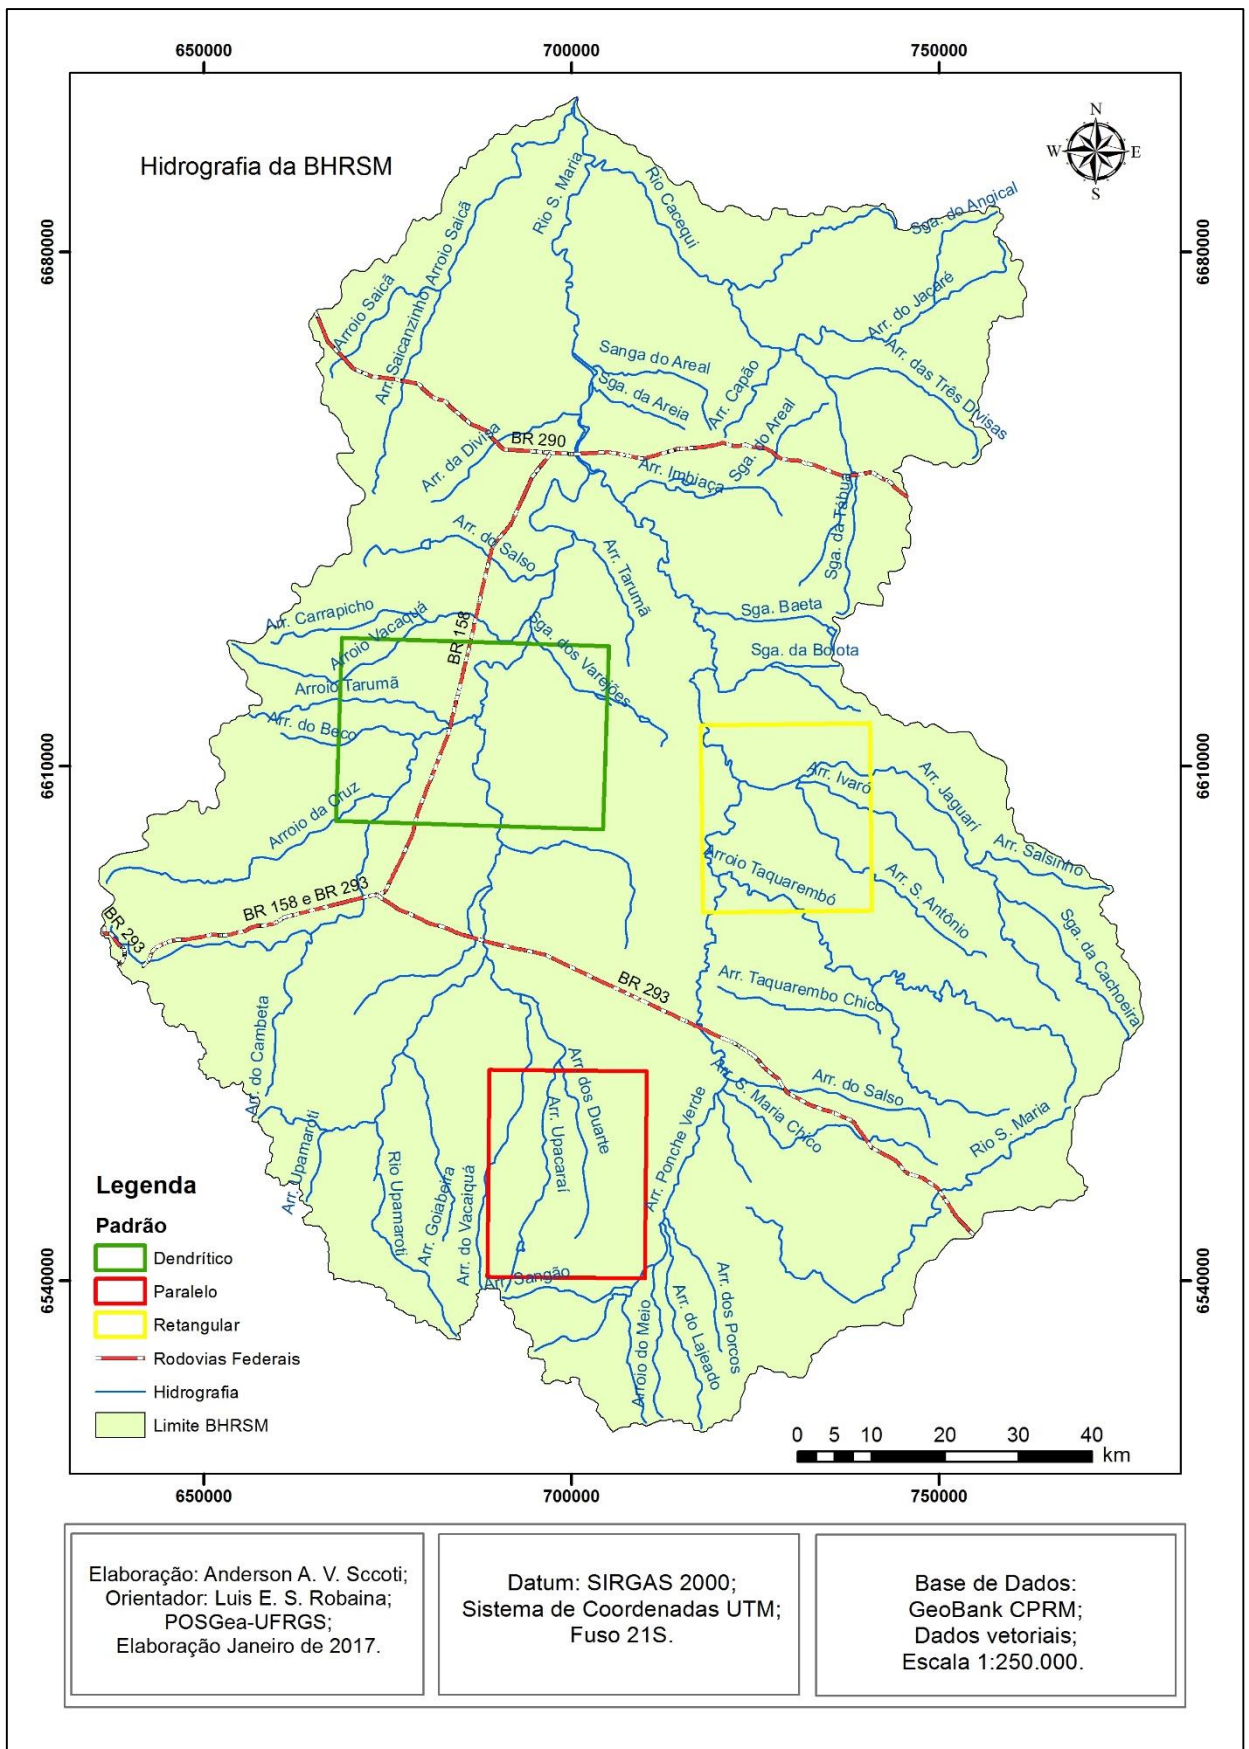 650000
700000
750000
Hidrografia da BHRSM
N
W
E
S
6680000
6680000
6610000
6610000
6540000
6540000
Rio S. Maria
Rio Cacequi
Sga. do Angical
Arroio Saicã
Arroio Saicã
Arr. Saicanzinho
Arr. do Jacaré
Arr. das Três Divisas
Sanga do Areal
Sga. da Areia
Arr. Capão
Sga. do Areal
BR 290
Arr. da Divisa
Arr. Imbiaça
Sga. da Tabua
Arr. do Salso
Arr. Tarumã
Arr. Carrapicho
Arroio Vacaquá
BR 158
Sga. dos Varejões
Sga. Baeta
Sga. da Bolota
Arroio Tarumã
Arr. do Beco
Arroio da Cruz
Arr. Ivaró
Arr. Jaguarí
Arr. Salsinho
Arroio Taquarembó
Arr. S. Antônio
Sga. da Cachoeira
BR 158 e BR 293
BR 293
BR 293
Arr. Taquarembo Chico
Arr. do Cambeta
Arr. dos Duarte
Arr. S. Maria Chico
Arr. do Salso
Rio S. Maria
Arr. Upamaroti
Rio Upamaroti
Arr. Goiabeira
Arr. do Vacaiquá
Arr. Upacaraí
Arr. Ponche Verde
Arr. Sangão
Arroio do Meio
Arr. do Lajeado
Arr. dos Porcos
Legenda
Padrão
Dendrítico
Paralelo
Retangular
Rodovias Federais
Hidrografia
Limite BHRSM
0 5 10 20 30 40
km
650000
700000
750000
Elaboração: Anderson A. V. Sccoti;
Orientador: Luis E. S. Robaina;
POSGea-UFRGS;
Elaboração Janeiro de 2017.
Datum: SIRGAS 2000;
Sistema de Coordenadas UTM;
Fuso 21S.
Base de Dados:
GeoBank CPRM;
Dados vetoriais;
Escala 1:250.000.